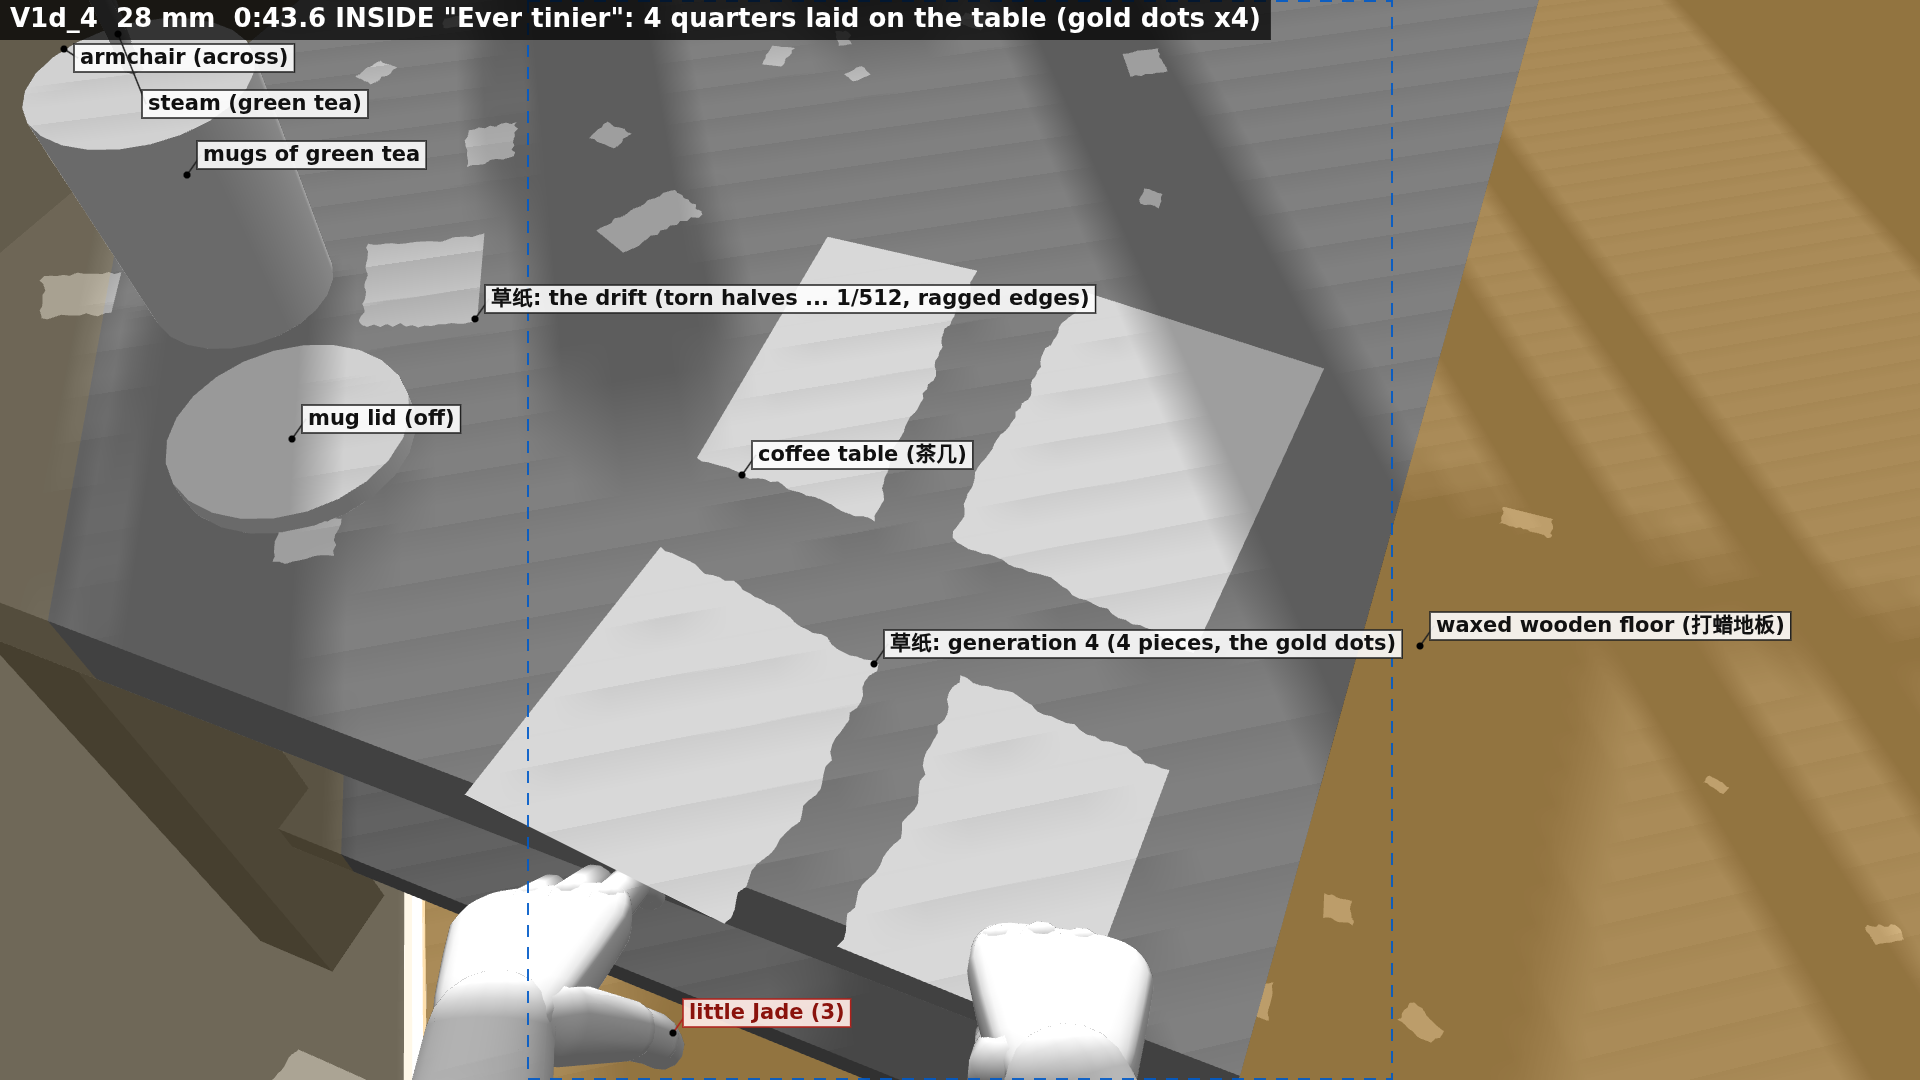 V1d_4  28 mm  0:43.6 INSIDE "Ever tinier": 4 quarters laid on the table (gold dots x4)
armchair (across)
steam (green tea)
mugs of green tea
草纸: the drift (torn halves ... 1/512, ragged edges)
mug lid (off)
coffee table (茶几)
waxed wooden floor (打蜡地板)
草纸: generation 4 (4 pieces, the gold dots)
little Jade (3)